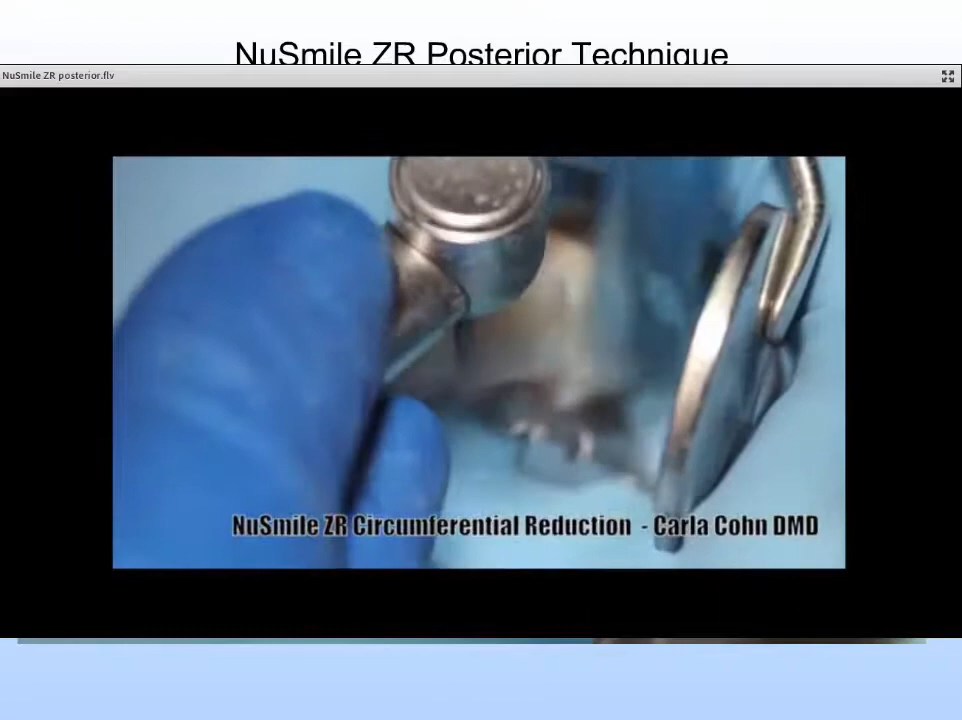 NuSmile ZR Posterior Technique
NuSmile ZR posterior.flv
NuSmile ZR Circumferential Reduction - Carla Cohn DMD